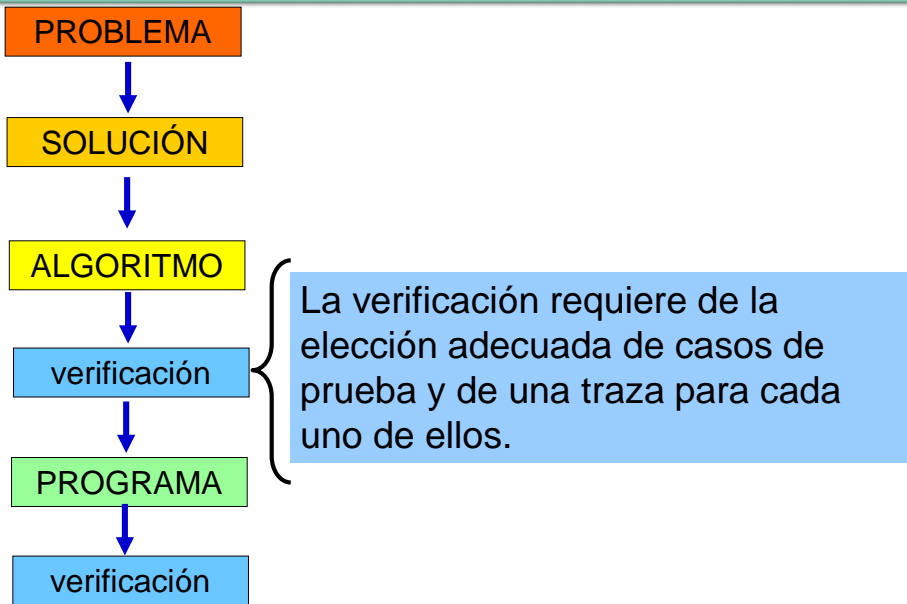 PROBLEMA
SOLUCIÓN
ALGORITMO
verificación
La verificación requiere de la
elección adecuada de casos de
prueba y de una traza para cada
uno de ellos.
PROGRAMA
verificación